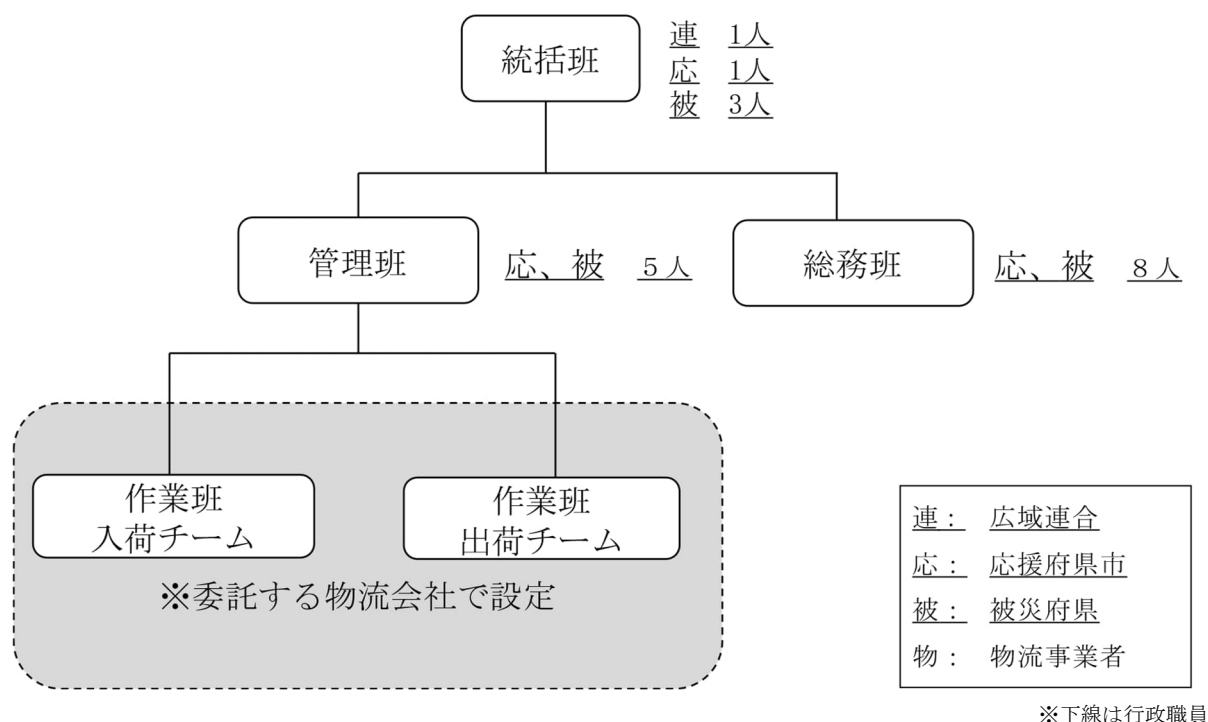 統括班
連 1人
応 1人
被 3人
管理班
応、被 5人
総務班
応、被 8人
作業班
入荷チーム
作業班
出荷チーム
※委託する物流会社で設定
連： 広域連合
応： 応援府県市
被： 被災府県
物： 物流事業者
※下線は行政職員